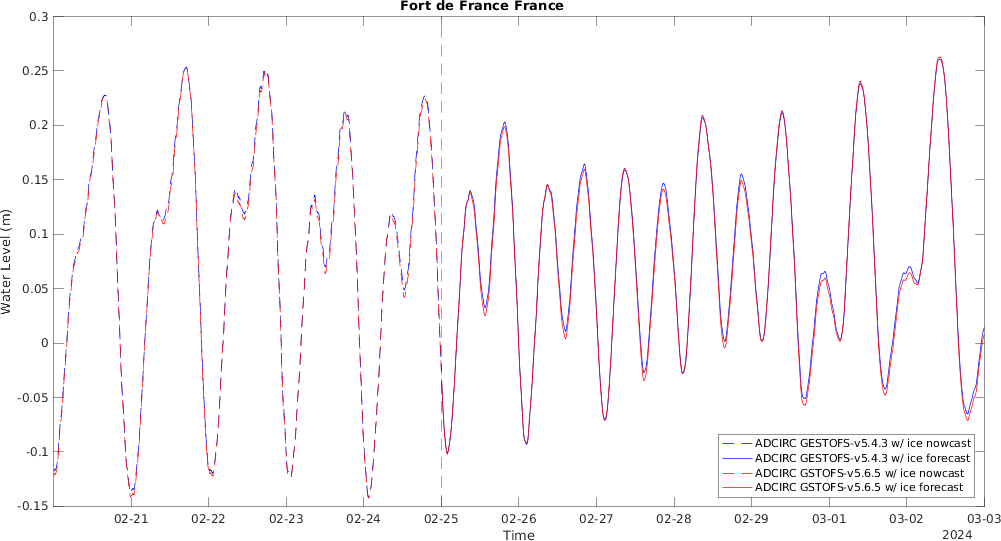 Fort de France France
0.3
0.25
0.2
0.15
0.1
0.05
0
-0.05
-0.1
-0.15
Water Level (m)
02-21 02-22 02-23 02-24 02-25 02-26 02-27 02-28 02-29 03-01 03-02 03-03
Time
2024
ADCIRC GESTOFS-v5.4.3 w/ ice nowcast
ADCIRC GESTOFS-v5.4.3 w/ ice forecast
ADCIRC GSTOFS-v5.6.5 w/ ice nowcast
ADCIRC GSTOFS-v5.6.5 w/ ice forecast